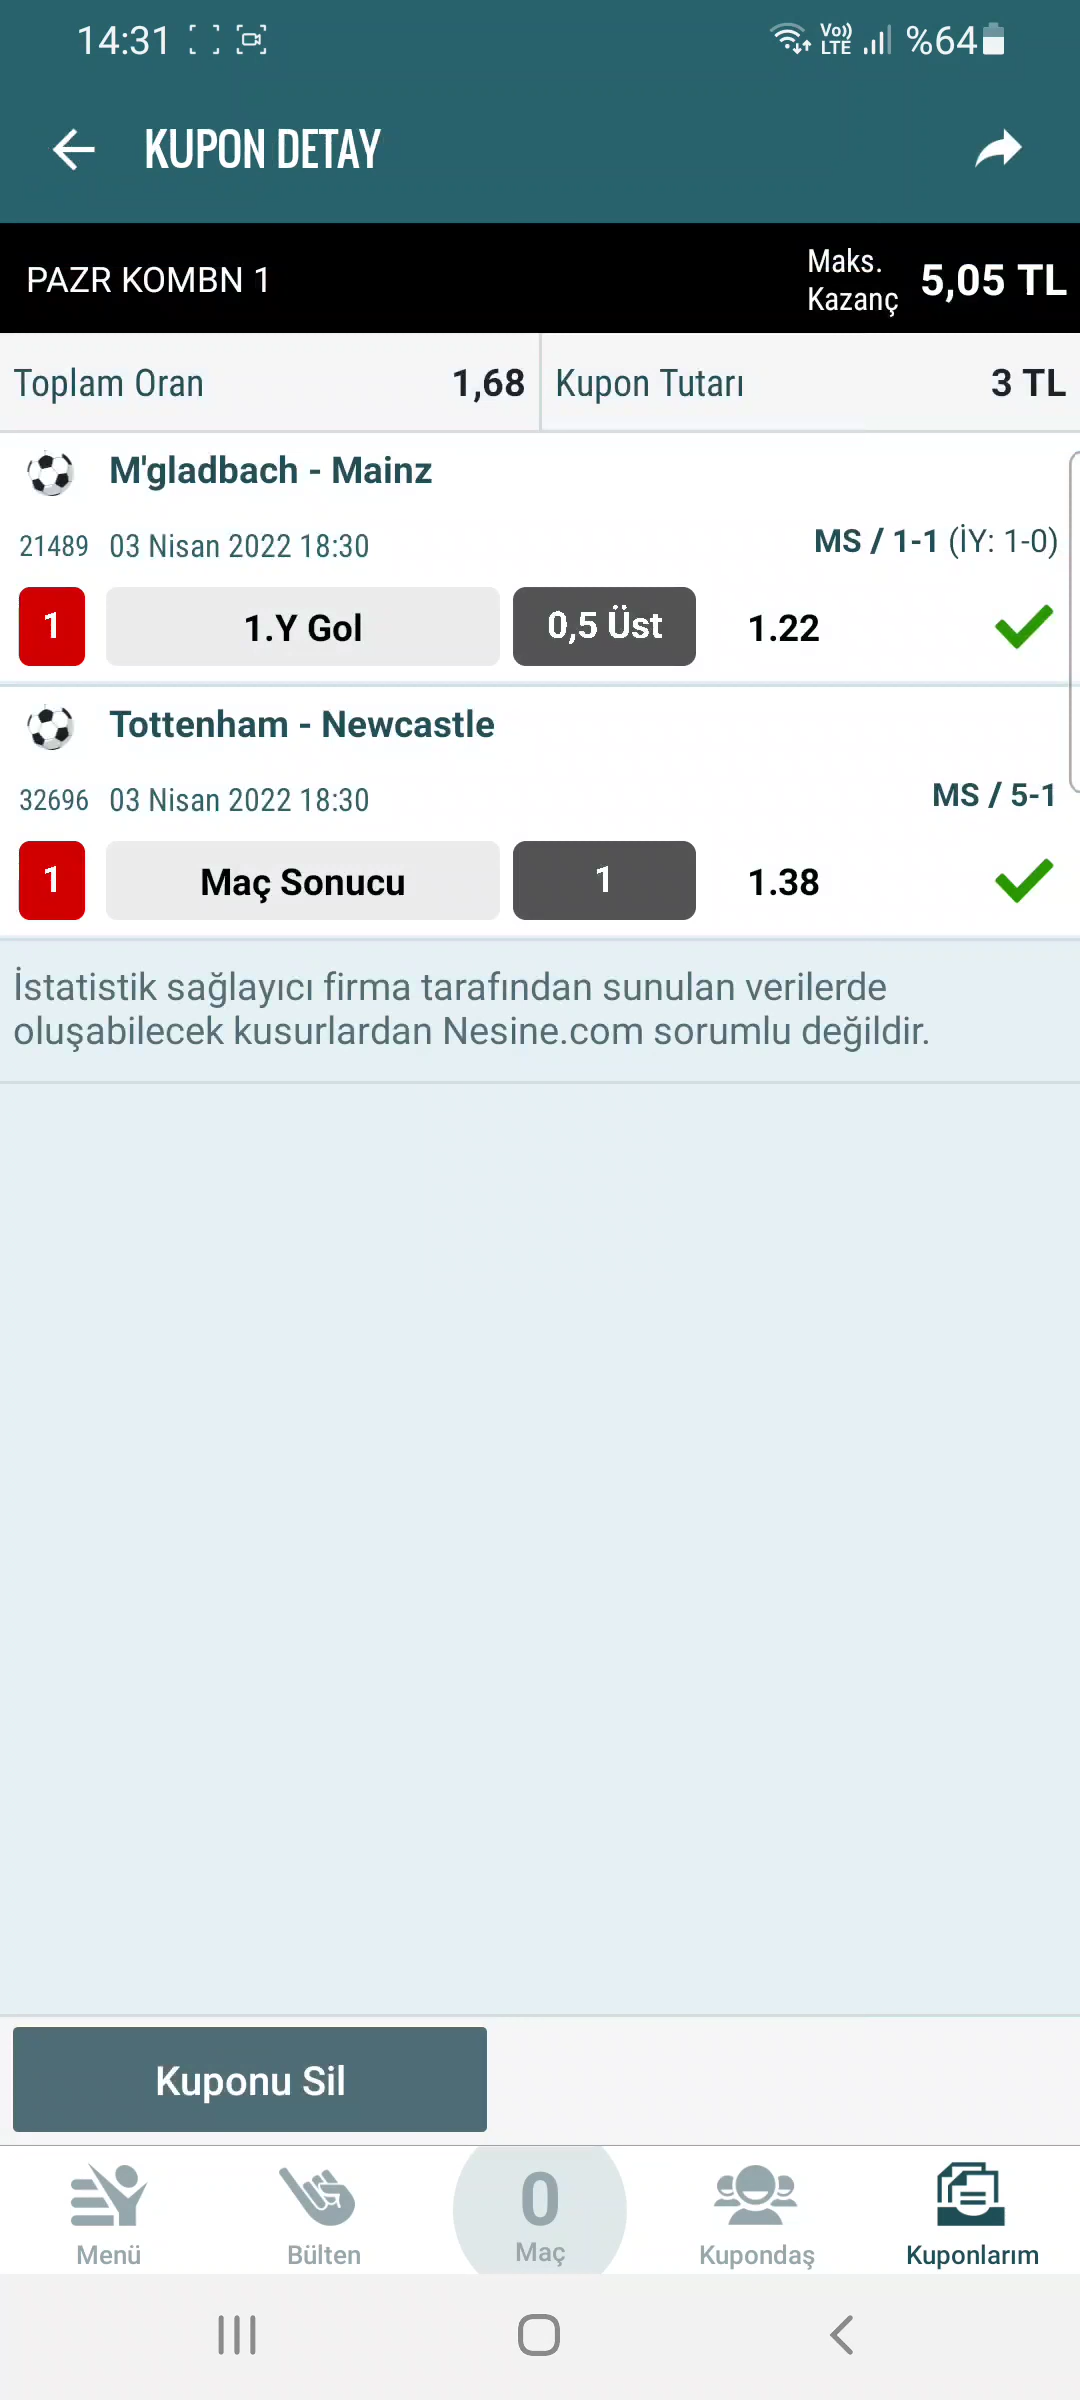 14:31 Vo)) LTE %64
KUPON DETAY
PAZR KOMBN 1 Maks. Kazanç 5,05 TL
Toplam Oran 1,68 Kupon Tutarı 3 TL
M'gladbach - Mainz
21489 03 Nisan 2022 18:30 MS / 1-1 (İY: 1-0)
1 1.Y Gol 0,5 Üst 1.22
Tottenham - Newcastle
32696 03 Nisan 2022 18:30 MS / 5-1
1 Maç Sonucu 1 1.38
İstatistik sağlayıcı firma tarafından sunulan verilerde
oluşabilecek kusurlardan Nesine.com sorumlu değildir.
Kuponu Sil
0
Menü Bülten Maç Kupondaş Kuponlarım